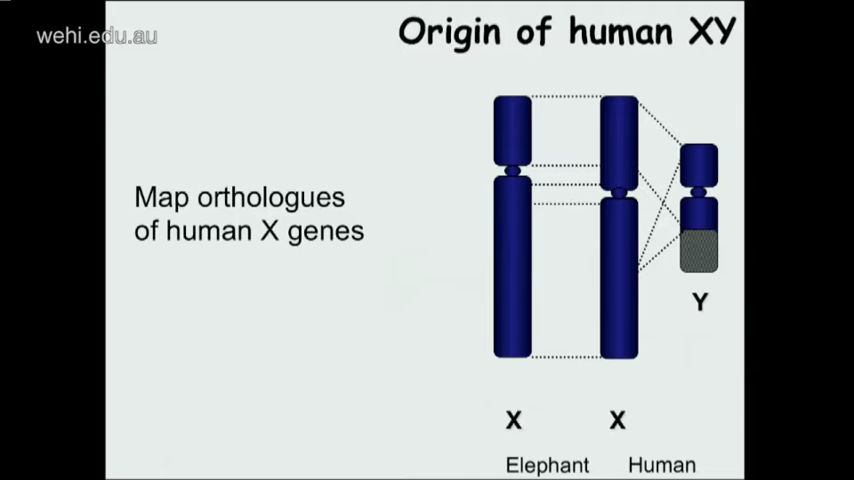 wehi.edu.au
Origin of human XY
Map orthologues
of human X genes
Y
X X
Elephant Human